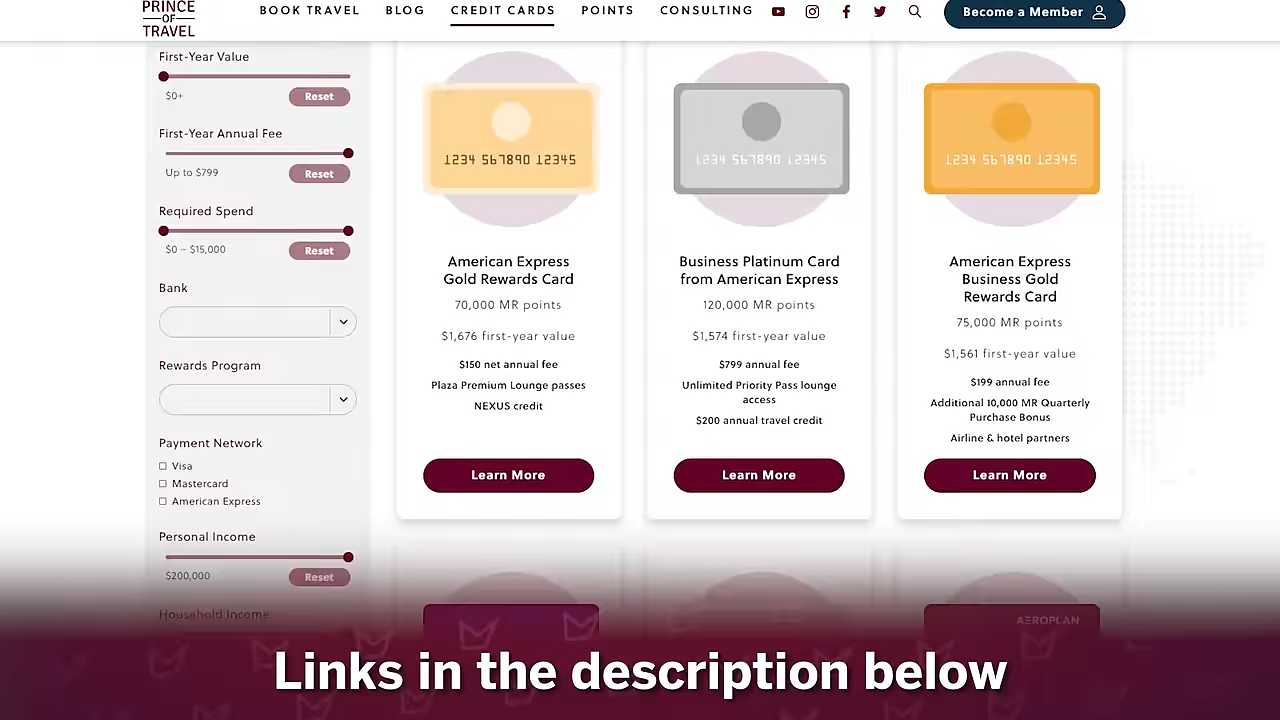 PRINCE
OF
TRAVEL
BOOK TRAVEL
BLOG
CREDIT CARDS
POINTS
CONSULTING
Become a Member
First-Year Value
$0+
Reset
First-Year Annual Fee
Up to $799
Reset
Required Spend
$0 – $15,000
Reset
Bank
Rewards Program
Payment Network
Visa
Mastercard
American Express
Personal Income
$200,000
Reset
Household Income
1234 567890 12345
American Express
Gold Rewards Card
70,000 MR points
$1,676 first-year value
$150 net annual fee
Plaza Premium Lounge passes
NEXUS credit
Learn More
1234 567890 12345
Business Platinum Card
from American Express
120,000 MR points
$1,574 first-year value
$799 annual fee
Unlimited Priority Pass lounge
access
$200 annual travel credit
Learn More
1234 567890 12345
American Express
Business Gold
Rewards Card
75,000 MR points
$1,561 first-year value
$199 annual fee
Additional 10,000 MR Quarterly
Purchase Bonus
Airline & hotel partners
Learn More
AEROPLAN
Links in the description below